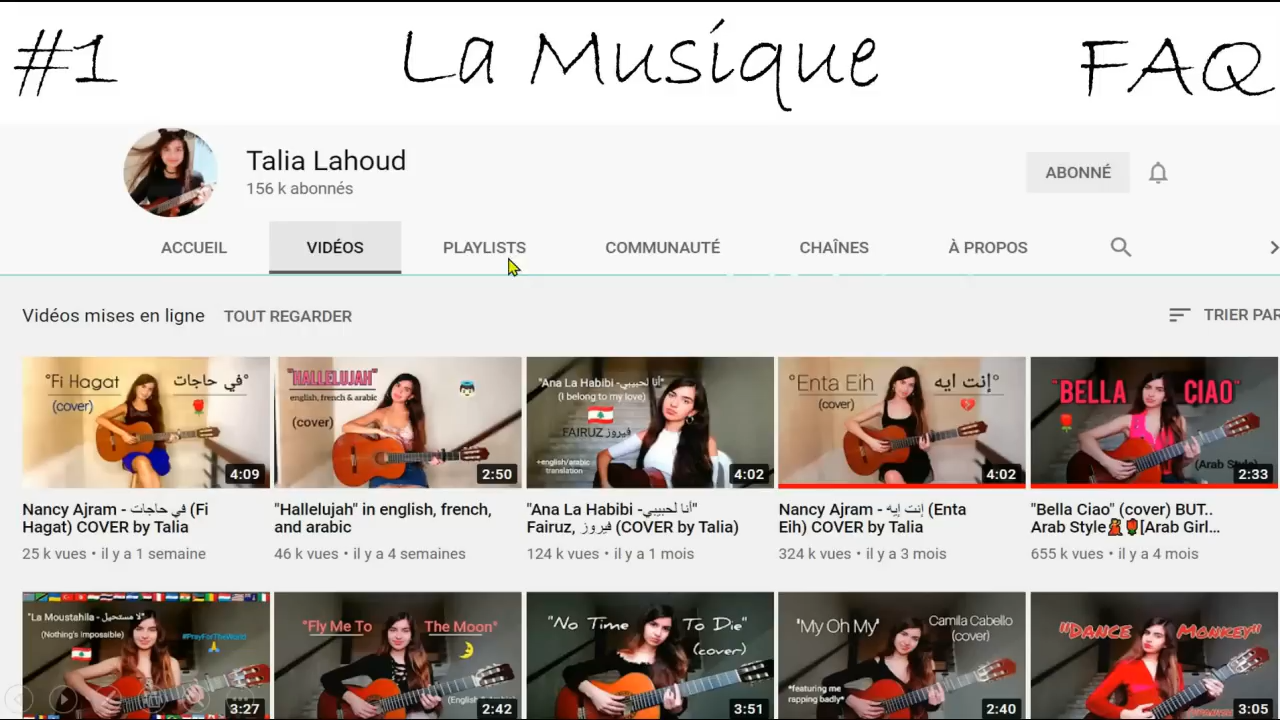 #1 La Musique FAQ
Talia Lahoud
156 k abonnés
ABONNÉ
ACCUEIL VIDÉOS PLAYLISTS COMMUNAUTÉ CHAÎNES À PROPOS
Vidéos mises en ligne TOUT REGARDER TRIER PAR
"Fi Hagat في حاجات"
(cover)
4:09
"HALLELUJAH"
english, french & arabic
(cover)
2:50
"Ana La Habibi -أنا لحبيبي"
(I belong to my love)
FAIRUZ فيروز
+english/arabic
translation
4:02
"Enta Eih إنت ايه"
(cover)
4:02
"BELLA CIAO"
(Arab Style)
2:33
Nancy Ajram - في حاجات (Fi
Hagat) COVER by Talia
25 k vues • il y a 1 semaine
"Hallelujah" in english, french,
and arabic
46 k vues • il y a 4 semaines
"Ana La Habibi -أنا لحبيبي"
Fairuz, فيروز (COVER by Talia)
124 k vues • il y a 1 mois
Nancy Ajram - إنت إيه (Enta
Eih) COVER by Talia
324 k vues • il y a 3 mois
"Bella Ciao" (cover) BUT..
Arab Style💃🌹[Arab Girl...
655 k vues • il y a 4 mois
"La Moustahila - لا مستحيل"
(Nothing's impossible)
#PrayForTheWorld
3:27
"Fly Me To The Moon"
2:42
"No Time To Die"
(cover)
3:51
"My Oh My" Camila Cabello
(cover)
*featuring me
rapping badly*
2:40
"DANCE MONKEY"
3:05